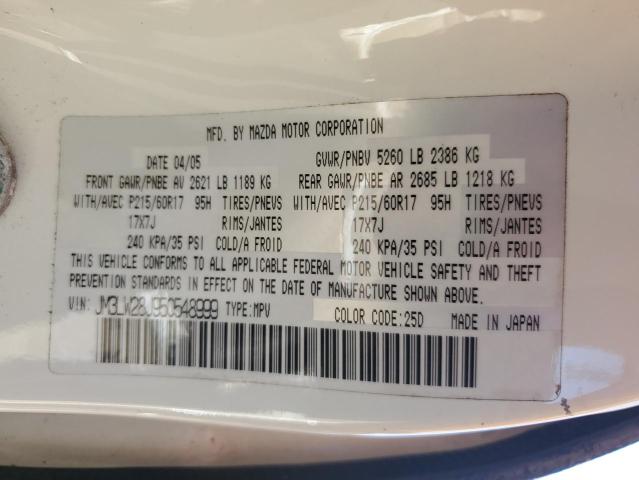 MFD. BY MAZDA MOTOR CORPORATION
DATE 04/05 GVWR/PNBV 5260 LB 2386 KG
FRONT GAWR/PNBE AV 2621 LB 1189 KG REAR GAWR/PNBE AR 2685 LB 1218 KG
WITH/AVEC P215/60R17 95H TIRES/PNEVS WITH/AVEC P215/60R17 95H TIRES/PNEVS
17X7J RIMS/JANTES 17X7J RIMS/JANTES
240 KPA/35 PSI COLD/A FROID 240 KPA/35 PSI COLD/A FROID
THIS VEHICLE CONFORMS TO ALL APPLICABLE FEDERAL MOTOR VEHICLE SAFETY AND THEFT
PREVENTION STANDARDS IN EFFECT ON THE DATE OF MANUFACTURE SHOWN ABOVE.
VIN: JM3LW28J950548999 TYPE:MPV COLOR CODE:25D MADE IN JAPAN